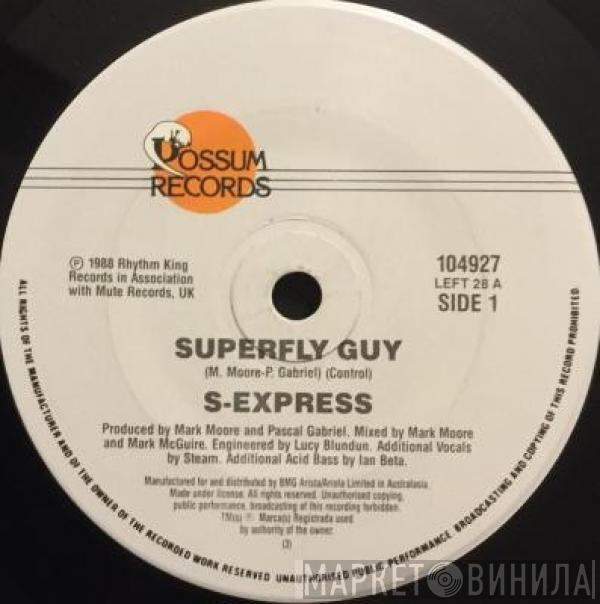 POSSUM
RECORDS
℗ 1988 Rhythm King
Records in Association
with Mute Records, UK
104927
LEFT 28 A
SIDE 1
SUPERFLY GUY
(M. Moore-P. Gabriel) (Control)
S-EXPRESS
Produced by Mark Moore and Pascal Gabriel. Mixed by Mark Moore
and Mark McGuire. Engineered by Lucy Blundun. Additional Vocals
by Steam. Additional Acid Bass by Ian Beta.
Manufactured for and distributed by BMG Arista/Ariola Limited in Australasia.
Made under license. All rights reserved. Unauthorised copying,
public performance, broadcasting of this recording forbidden.
TM(s) ® Marca(s) Registrada used
by authority of the owner.
(3)
ALL RIGHTS OF THE MANUFACTURER AND OF THE OWNER OF THE RECORDED WORK RESERVED UNAUTHORISED PUBLIC PERFORMANCE BROADCASTING AND COPYING OF THIS RECORD PROHIBITED
МАРКЕТ ВИНИЛА